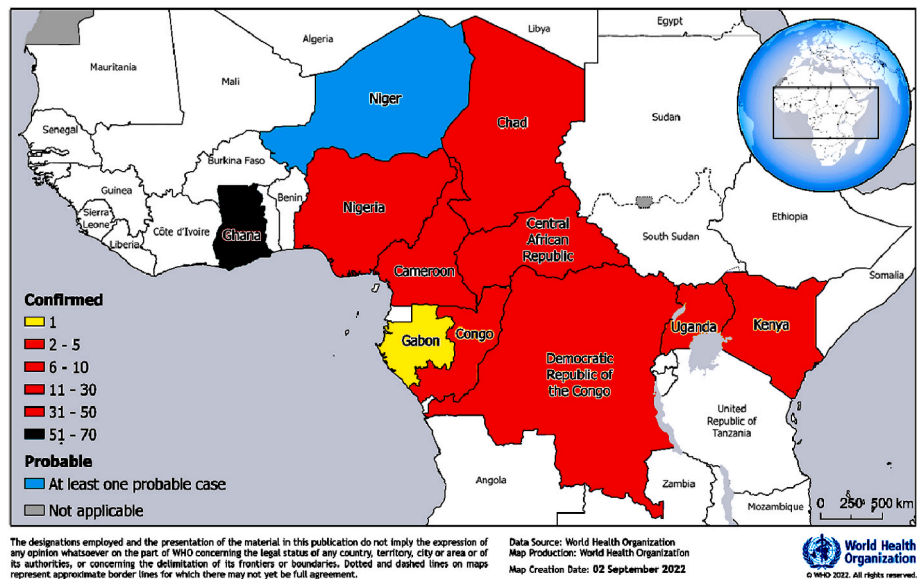 Egypt
Algeria
Libya
Mauritania
Mali
Niger
Chad
Sudan
Senegal
Burkina Faso
Guinea
Benin
Nigeria
Sierra
Leone
Côte d'Ivoire
Ghana
Liberia
Central
African
Republic
Ethiopia
South Sudan
Cameroon
Somalia
Confirmed
1
2 - 5
6 - 10
11 - 30
31 - 50
51 - 70
Probable
At least one probable case
Not applicable
Gabon
Congo
Uganda
Kenya
Democratic
Republic of
the Congo
United
Republic of
Tanzania
Angola
Zambia
Mozambique
0 250 500 km
The designations employed and the presentation of the material in this publication do not imply the expression of
any opinion whatsoever on the part of WHO concerning the legal status of any country, territory, city or area or of
its authorities, or concerning the delimitation of its frontiers or boundaries. Dotted and dashed lines on maps
represent approximate border lines for which there may not yet be full agreement.
Data Source: World Health Organization
Map Production: World Health Organization
Map Creation Date: 02 September 2022
World Health
Organization
© WHO 2022. All rights reserved.